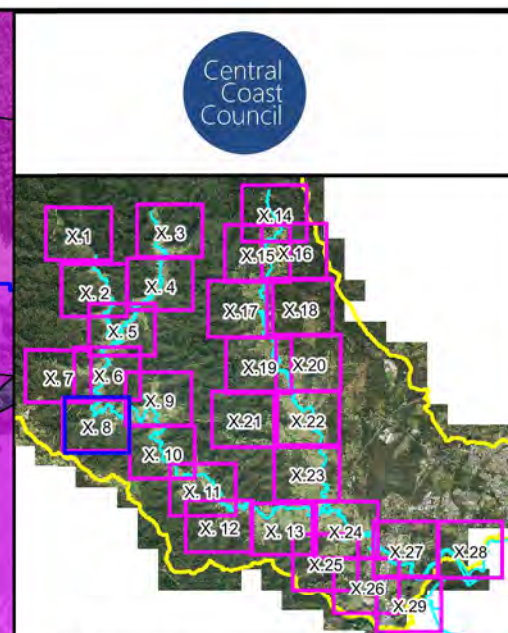 Central
Coast
Council
X.14
X.1
X. 3
X.15
X.16
X. 2
X. 4
X.17
X.18
X. 5
X.19
X.20
X. 7
X. 6
X. 9
X.21
X.22
X. 8
X. 10
X.23
X. 11
X. 12
X. 13
X.24
X.27
X.28
X.25
X.26
X.29